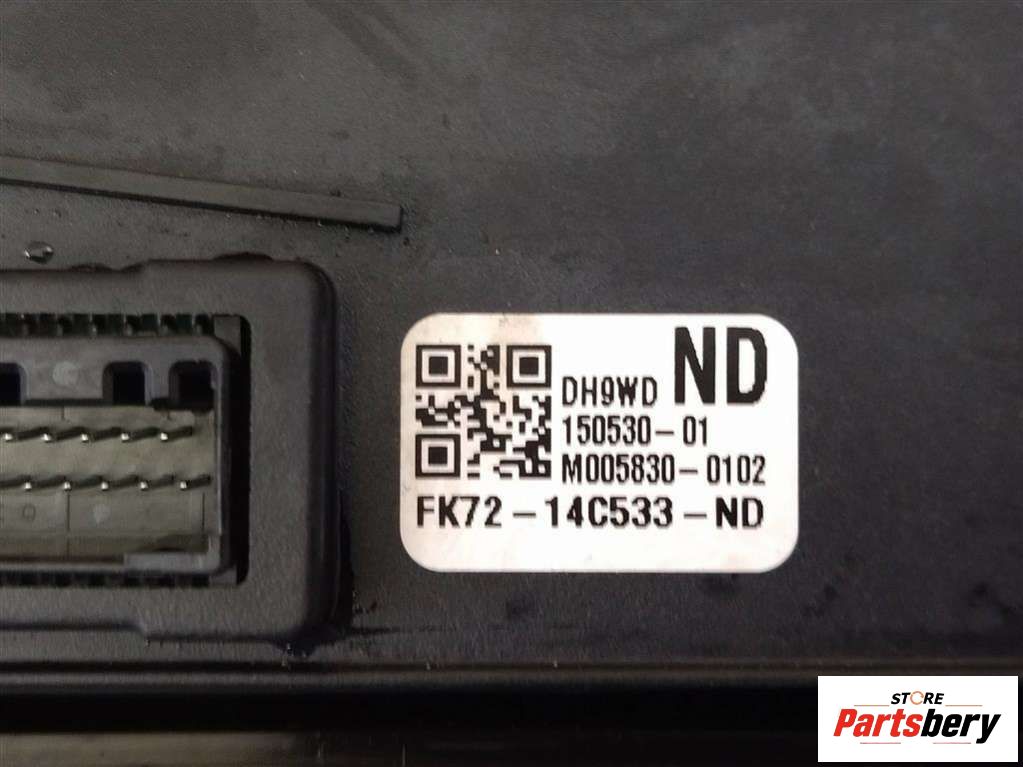 DH9WD ND
150530-01
M005830-0102
FK72-14C533-ND
STORE
Partsbery